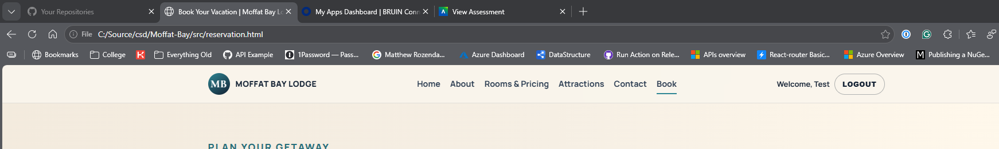 Your Repositories
Book Your Vacation | Moffat Bay Lo
My Apps Dashboard | BRUIN Conn
View Assessment
File C:/Source/csd/Moffat-Bay/src/reservation.html
Bookmarks College Everything Old API Example 1Password — Pass... Matthew Rozenda... Azure Dashboard DataStructure Run Action on Rele... APIs overview React-router Basic... Azure Overview M Publishing a NuGe...
MB MOFFAT BAY LODGE Home About Rooms & Pricing Attractions Contact Book Welcome, Test LOGOUT
PLAN YOUR GETAWAY